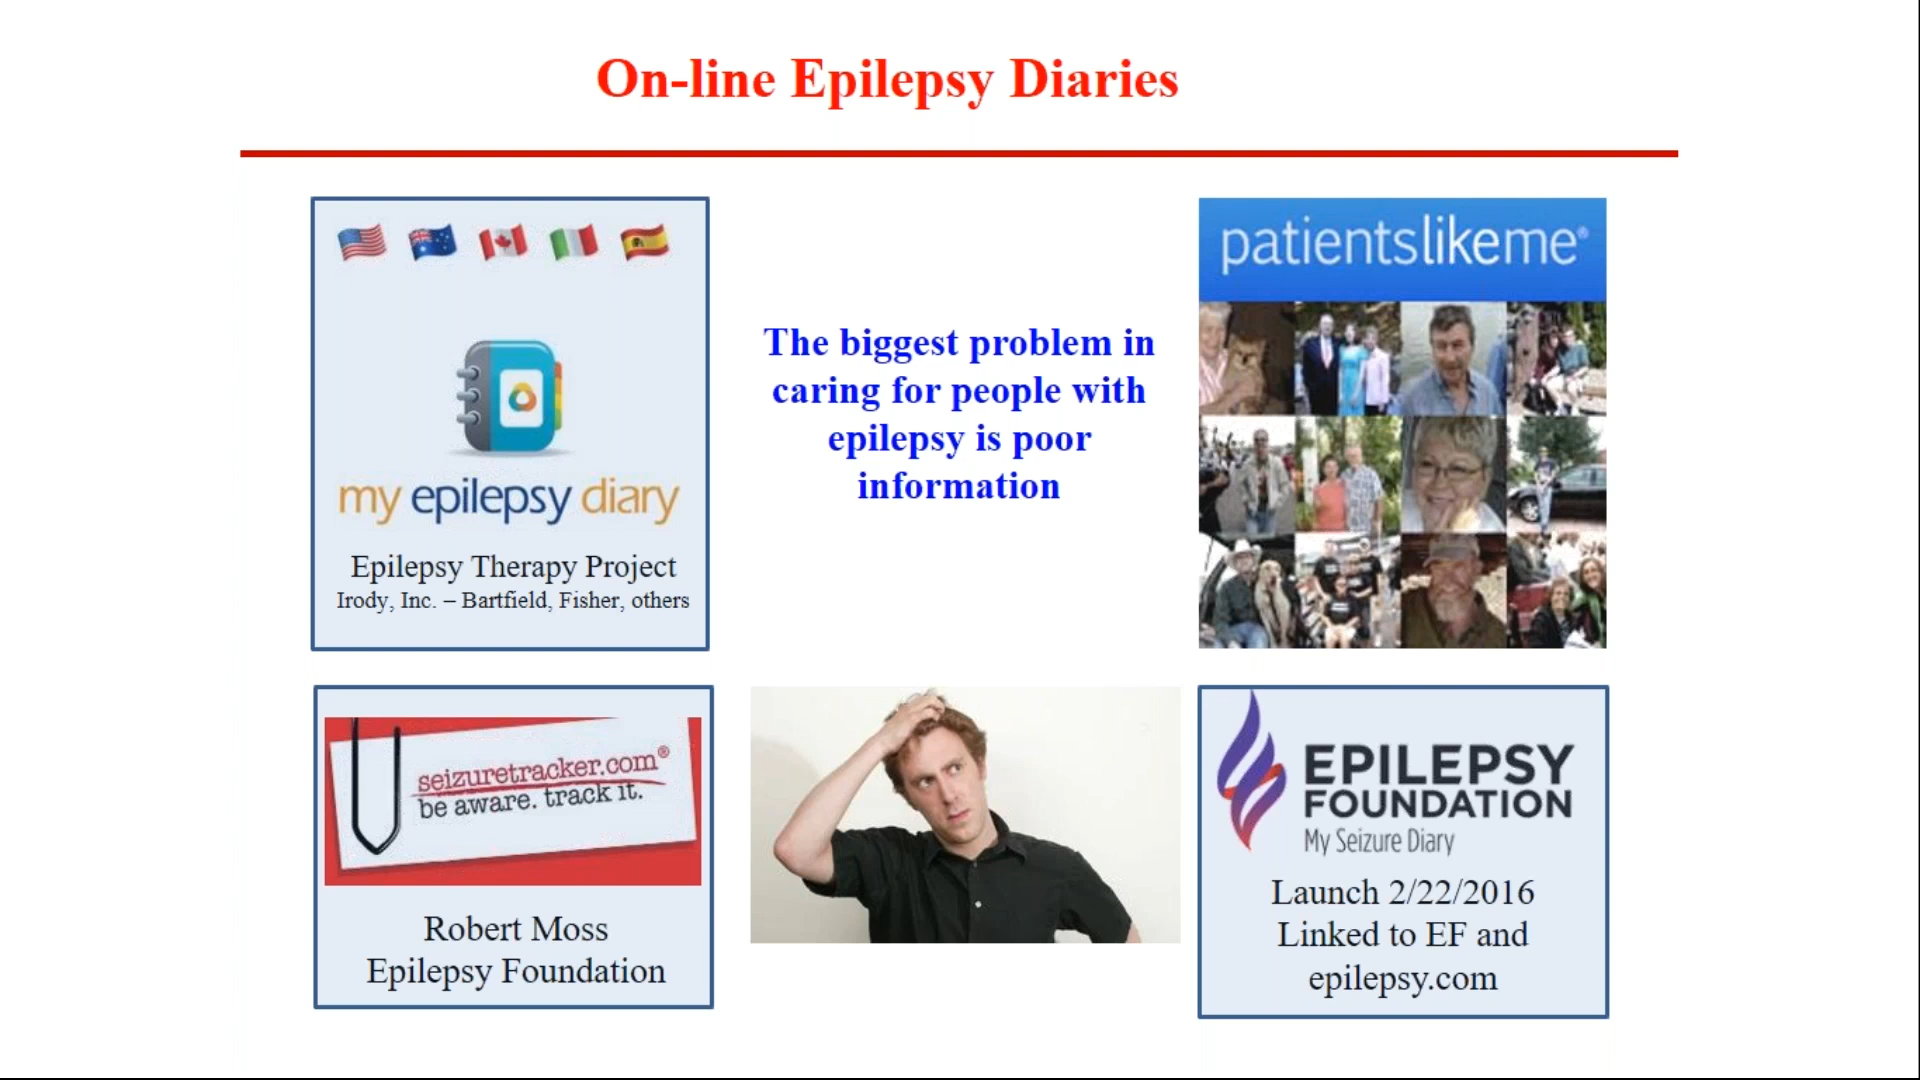 On-line Epilepsy Diaries
my epilepsy diary
Epilepsy Therapy Project
Irody, Inc. – Bartfield, Fisher, others
The biggest problem in
caring for people with
epilepsy is poor
information
patientslikeme®
seizuretracker.com®
be aware. track it.
Robert Moss
Epilepsy Foundation
EPILEPSY
FOUNDATION
My Seizure Diary
Launch 2/22/2016
Linked to EF and
epilepsy.com